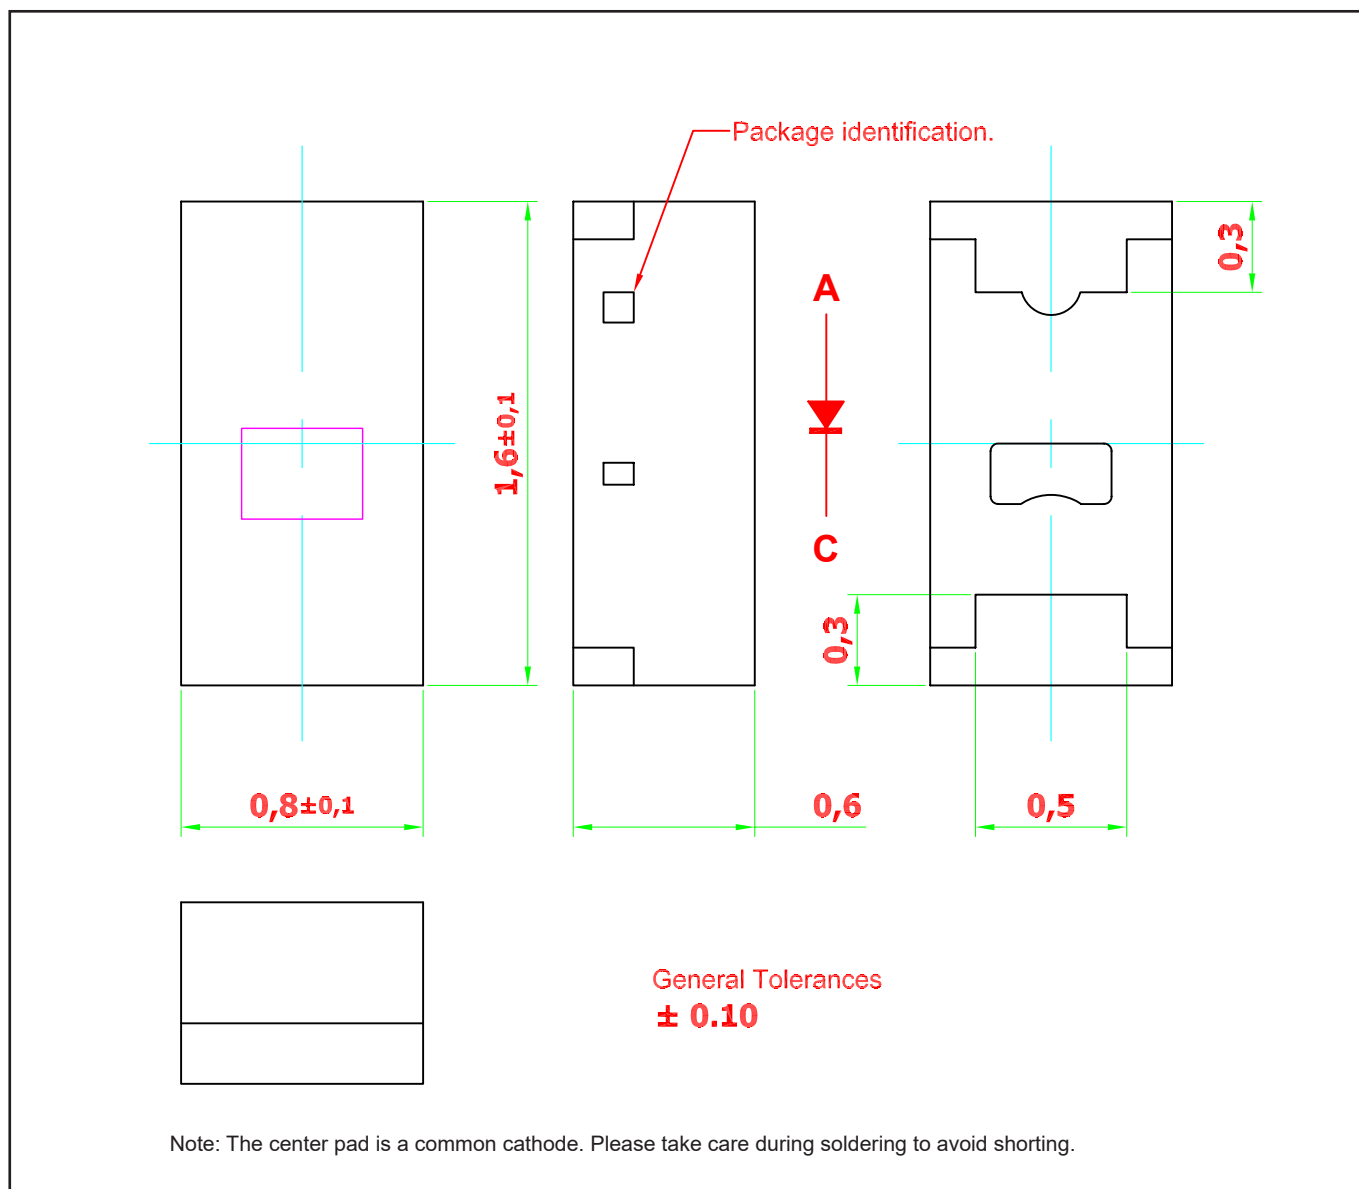 Package identification.
0,3
A
1,6±0,1
C
0,3
0,8±0,1
0,6
0,5
General Tolerances
± 0.10
Note: The center pad is a common cathode. Please take care during soldering to avoid shorting.